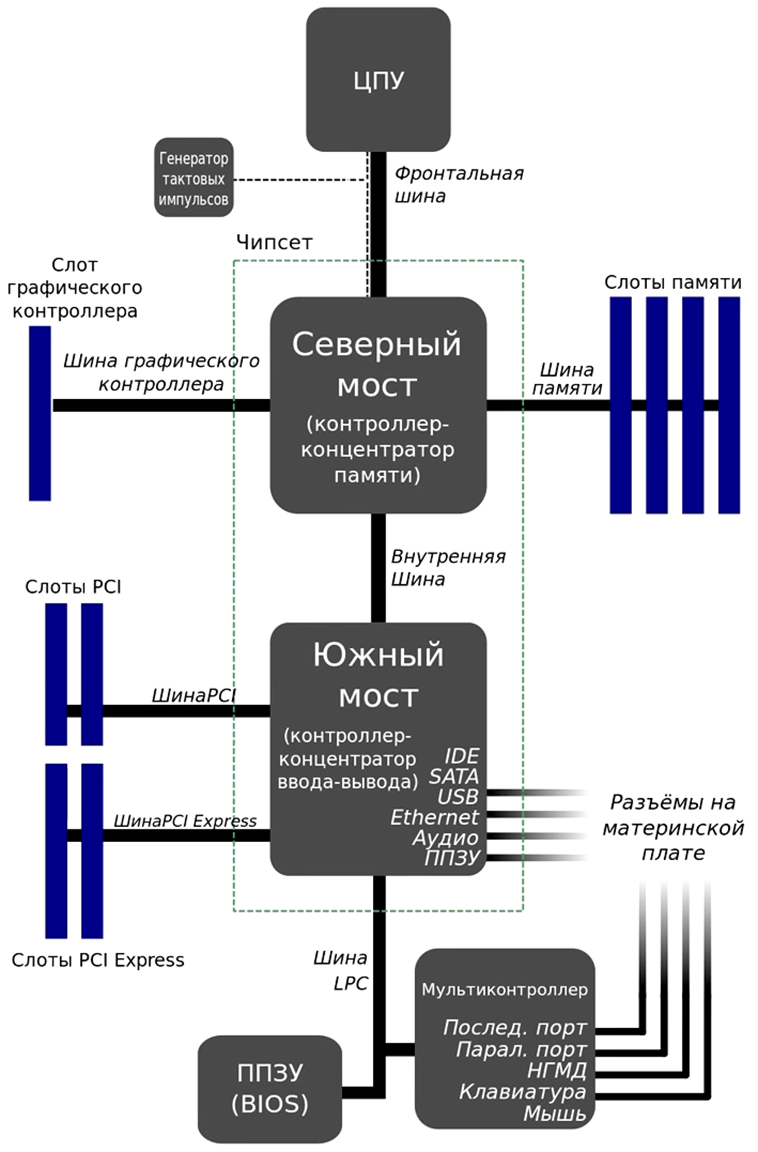 ЦПУ
Генератор
тактовых
импульсов
Фронтальная
шина
Чипсет
Слот
графического
контроллера
Слоты памяти
Шина графического
контроллера
Северный
мост
(контроллер-
концентратор
памяти)
Шина
памяти
Внутренняя
Шина
Слоты PCI
ШинаPCI
Южный
мост
(контроллер-
концентратор
ввода-вывода)
IDE
SATA
USB
Ethernet
Аудио
ППЗУ
ШинаPCI Express
Слоты PCI Express
Разъёмы на
материнской
плате
Шина
LPC
Мультиконтроллер
Послед. порт
Парал. порт
НГМД
Клавиатура
Мышь
ППЗУ
(BIOS)